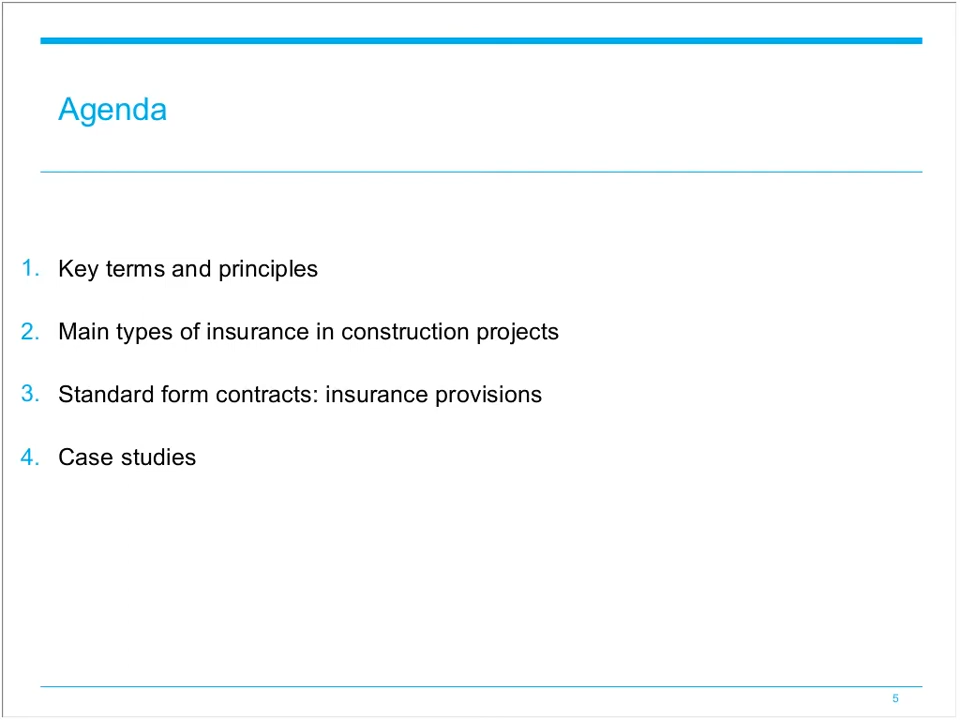 Agenda
1. Key terms and principles
2. Main types of insurance in construction projects
3. Standard form contracts: insurance provisions
4. Case studies
5